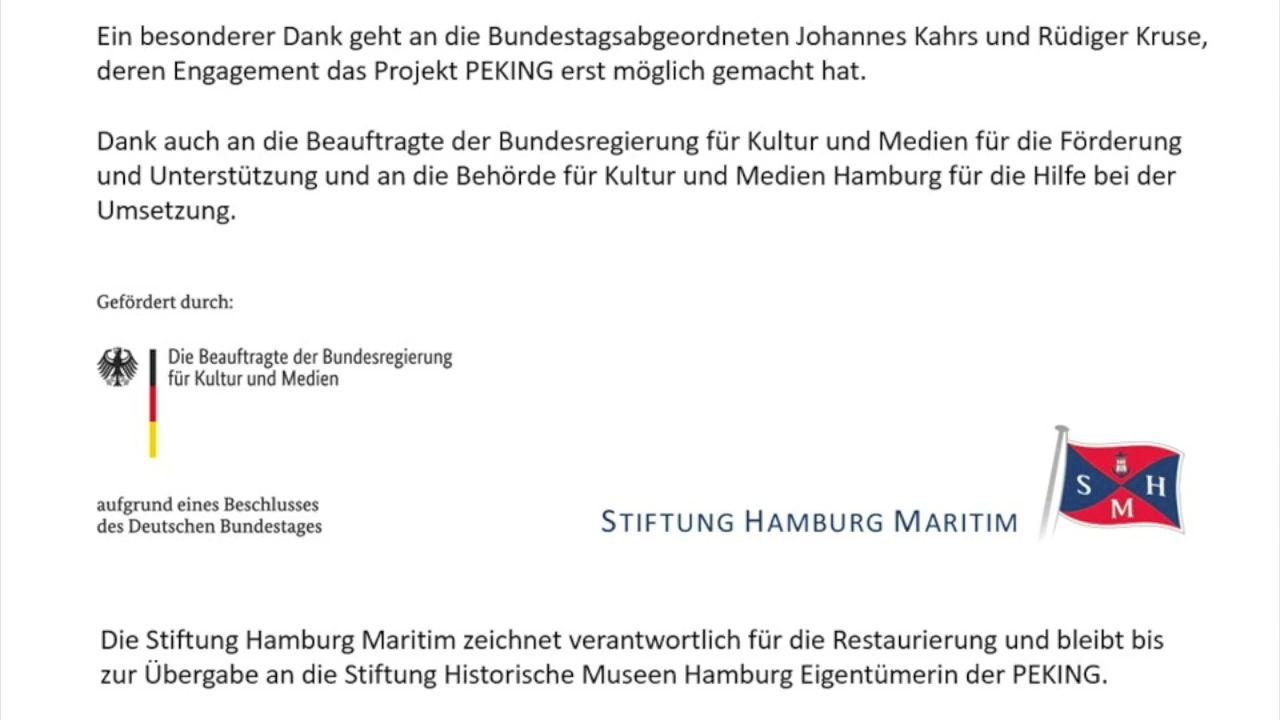 Ein besonderer Dank geht an die Bundestagsabgeordneten Johannes Kahrs und Rüdiger Kruse,
deren Engagement das Projekt PEKING erst möglich gemacht hat.
Dank auch an die Beauftragte der Bundesregierung für Kultur und Medien für die Förderung
und Unterstützung und an die Behörde für Kultur und Medien Hamburg für die Hilfe bei der
Umsetzung.
Gefördert durch:
Die Beauftragte der Bundesregierung
für Kultur und Medien
aufgrund eines Beschlusses
des Deutschen Bundestages
STIFTUNG HAMBURG MARITIM
S H
M
Die Stiftung Hamburg Maritim zeichnet verantwortlich für die Restaurierung und bleibt bis
zur Übergabe an die Stiftung Historische Museen Hamburg Eigentümerin der PEKING.